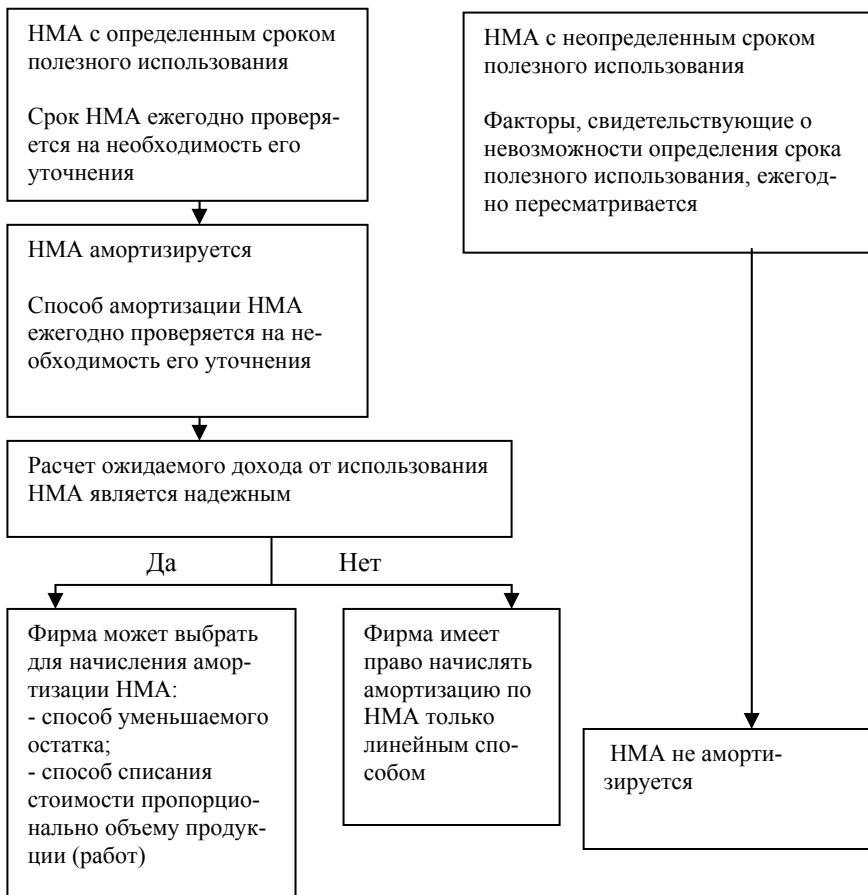 НМА с определенным сроком
полезного использования
Срок НМА ежегодно проверя-
ется на необходимость его
уточнения
НМА с неопределенным сроком
полезного использования
Факторы, свидетельствующие о
невозможности определения срока
полезного использования, ежегод-
но пересматривается
НМА амортизируется
Способ амортизации НМА
ежегодно проверяется на не-
обходимость его уточнения
Расчет ожидаемого дохода от использования
НМА является надежным
Да
Нет
Фирма может выбрать
для начисления амор-
тизации НМА:
- способ уменьшаемого
остатка;
- способ списания
стоимости пропорцио-
нально объему продук-
ции (работ)
Фирма имеет
право начислять
амортизацию по
НМА только
линейным спо-
собом
НМА не аморти-
зируется